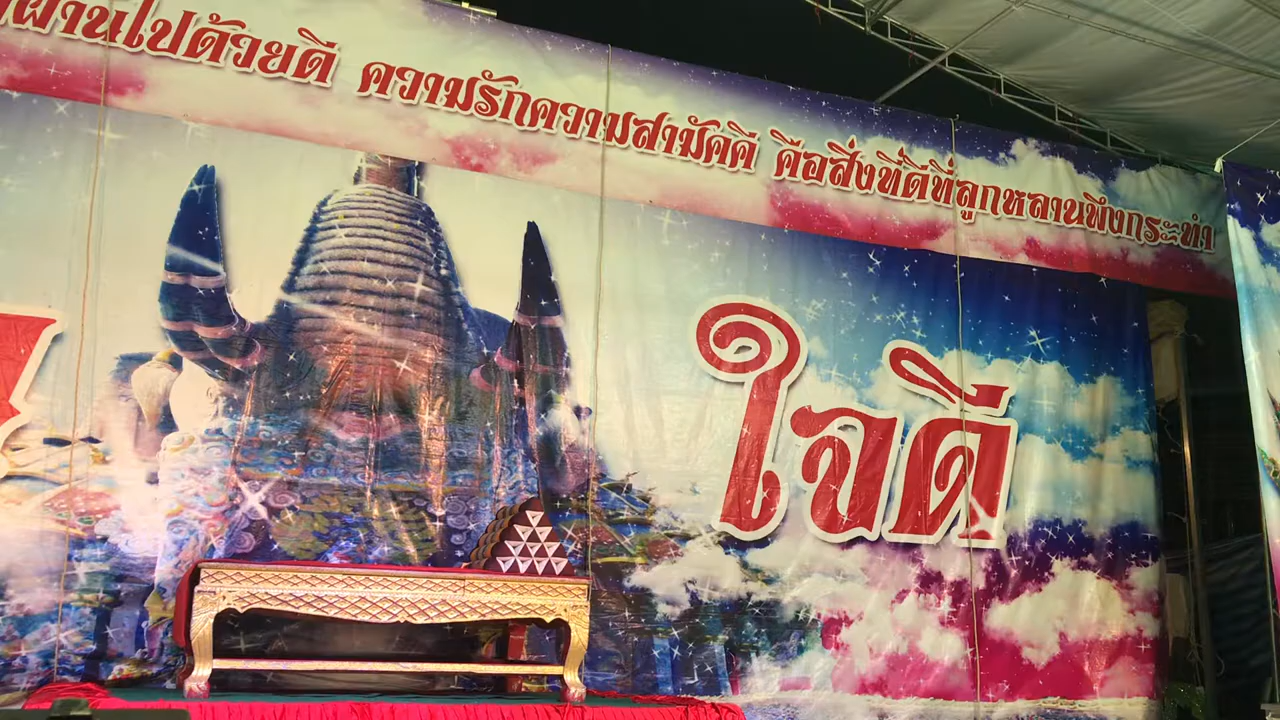 ผ่านไปด้วยดี ความรักความสามัคคี คือสิ่งที่ดีที่ลูกหลานพึงกระทำ
ใจดี